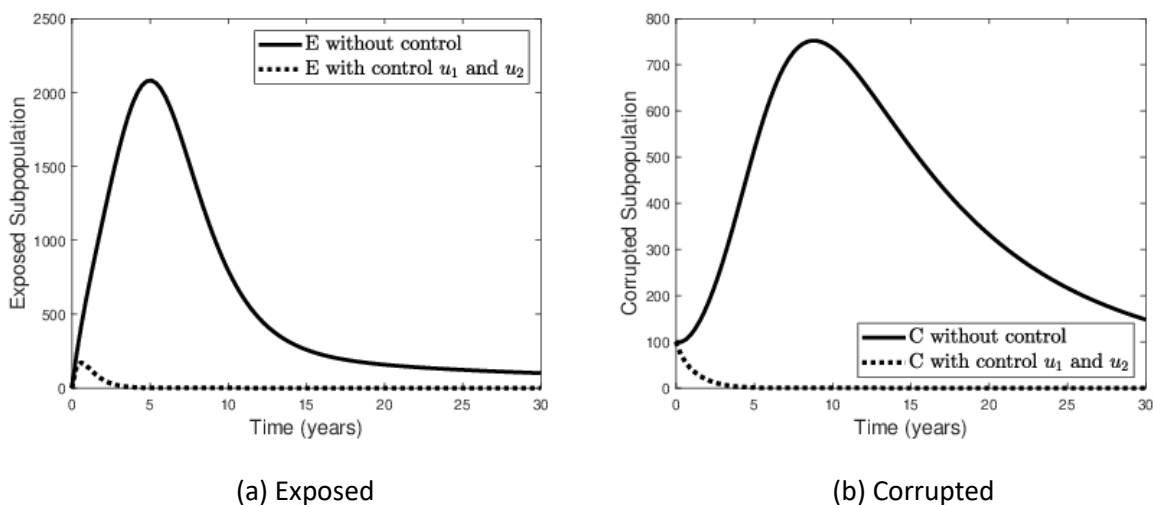 2500
2000
1500
1000
500
0
0 5 10 15 20 25 30
Exposed Subpopulation
Time (years)
E without control
E with control u₁ and u₂
(a) Exposed
800
700
600
500
400
300
200
100
0
0 5 10 15 20 25 30
Corrupted Subpopulation
Time (years)
C without control
C with control u₁ and u₂
(b) Corrupted